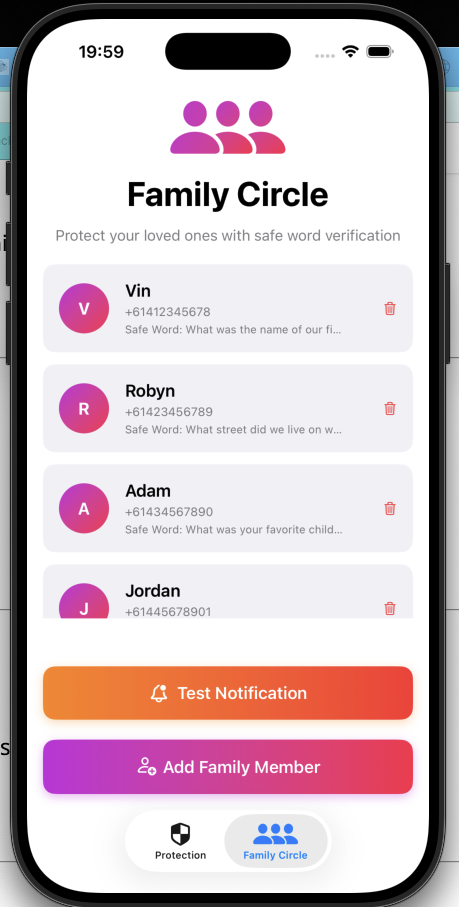 19:59
Family Circle
Protect your loved ones with safe word verification
V
Vin
+61412345678
Safe Word: What was the name of our fi...
R
Robyn
+61423456789
Safe Word: What street did we live on w...
A
Adam
+61434567890
Safe Word: What was your favorite child...
J
Jordan
+61445678901
Test Notification
Add Family Member
Protection
Family Circle